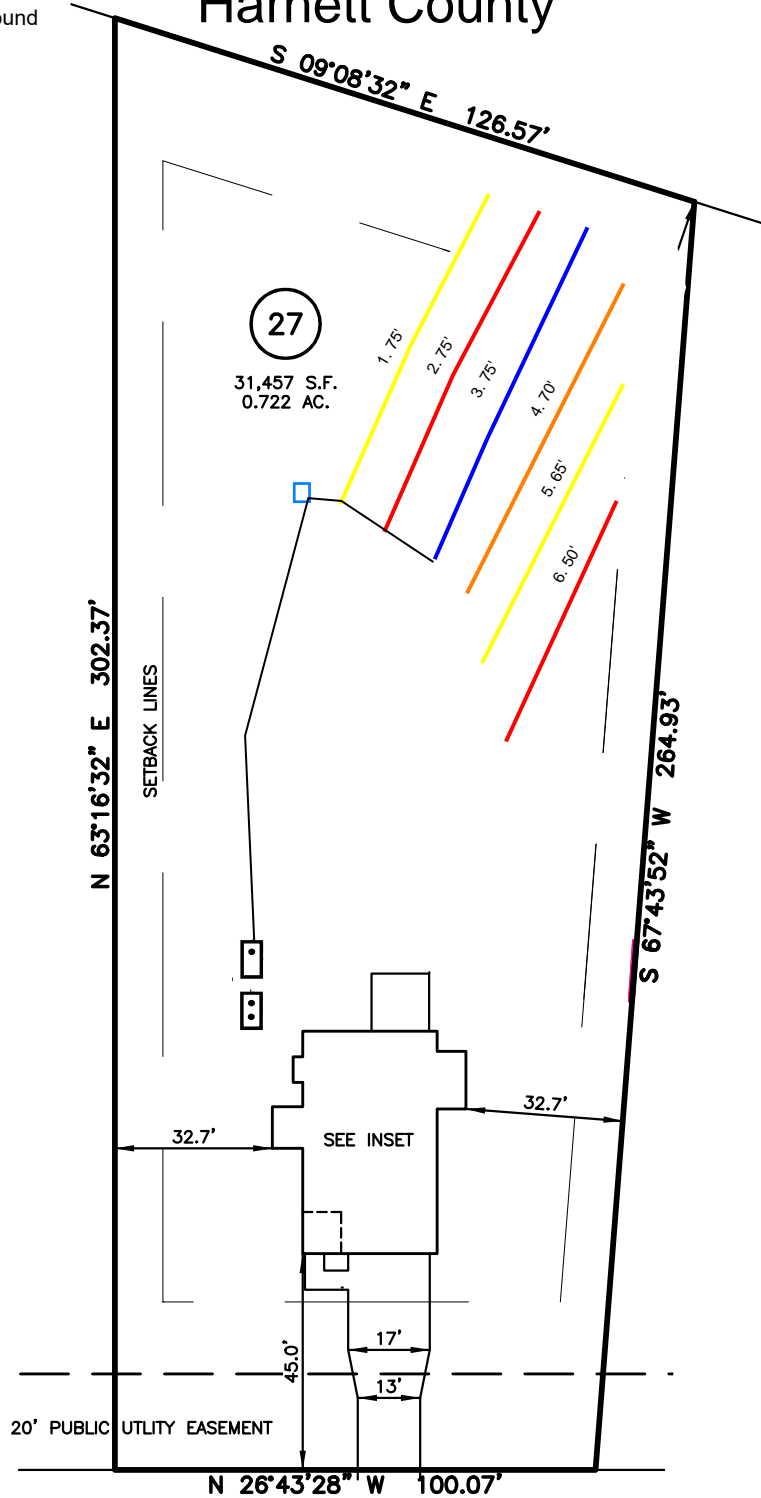 Harnett County
S 09°08'32" E 126.57'
27
31,457 S.F.
0.722 AC.
1. 75'
2. 75'
3. 75'
4. 70'
5. 65'
6. 50'
N 63°16'32" E 302.37'
SETBACK LINES
S 67°43'52" W 264.93'
32.7'
SEE INSET
32.7'
45.0'
17'
13'
20' PUBLIC UTLITY EASEMENT
N 26°43'28" W 100.07'